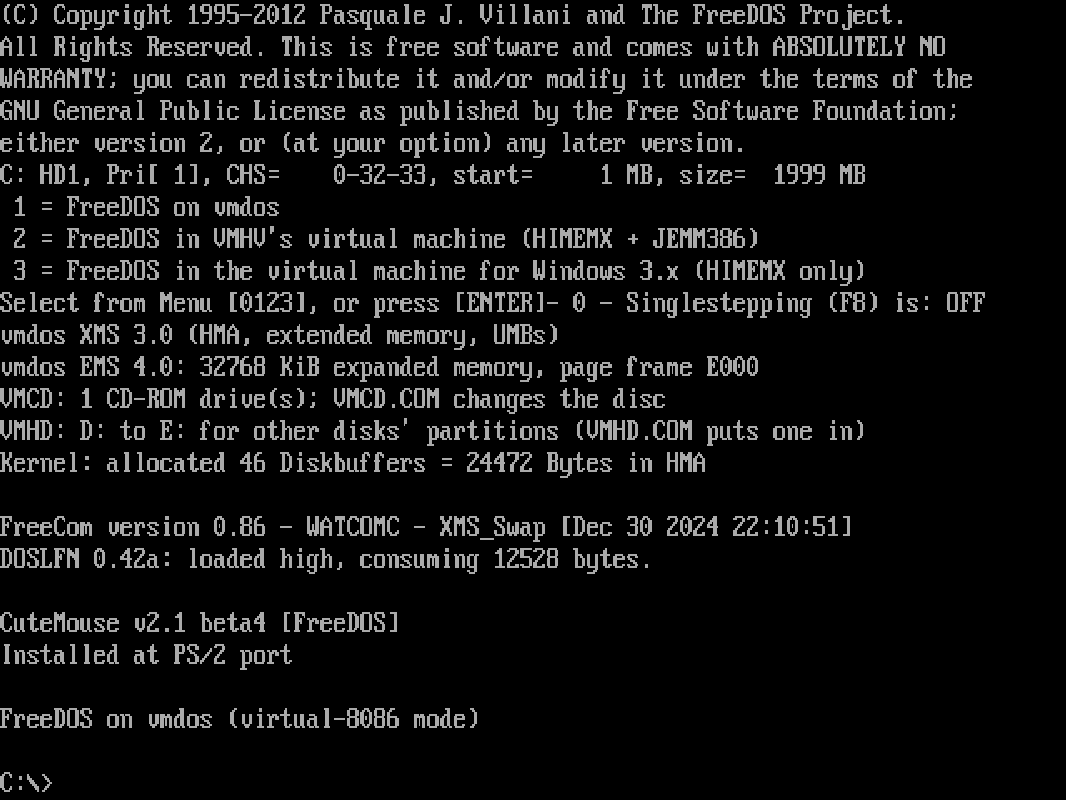 (C) Copyright 1995-2012 Pasquale J. Villani and The FreeDOS Project.
All Rights Reserved. This is free software and comes with ABSOLUTELY NO
WARRANTY; you can redistribute it and/or modify it under the terms of the
GNU General Public License as published by the Free Software Foundation;
either version 2, or (at your option) any later version.
C: HD1, Pri[ 1], CHS=    0-32-33, start=     1 MB, size=  1999 MB
 1 = FreeDOS on vmdos
 2 = FreeDOS in VMHV's virtual machine (HIMEMX + JEMM386)
 3 = FreeDOS in the virtual machine for Windows 3.x (HIMEMX only)
Select from Menu [0123], or press [ENTER]- 0 - Singlestepping (F8) is: OFF
vmdos XMS 3.0 (HMA, extended memory, UMBs)
vmdos EMS 4.0: 32768 KiB expanded memory, page frame E000
VMCD: 1 CD-ROM drive(s); VMCD.COM changes the disc
VMHD: D: to E: for other disks' partitions (VMHD.COM puts one in)
Kernel: allocated 46 Diskbuffers = 24472 Bytes in HMA
FreeCom version 0.86 - WATCOMC - XMS_Swap [Dec 30 2024 22:10:51]
DOSLFN 0.42a: loaded high, consuming 12528 bytes.
CuteMouse v2.1 beta4 [FreeDOS]
Installed at PS/2 port
FreeDOS on vmdos (virtual-8086 mode)
C:\>